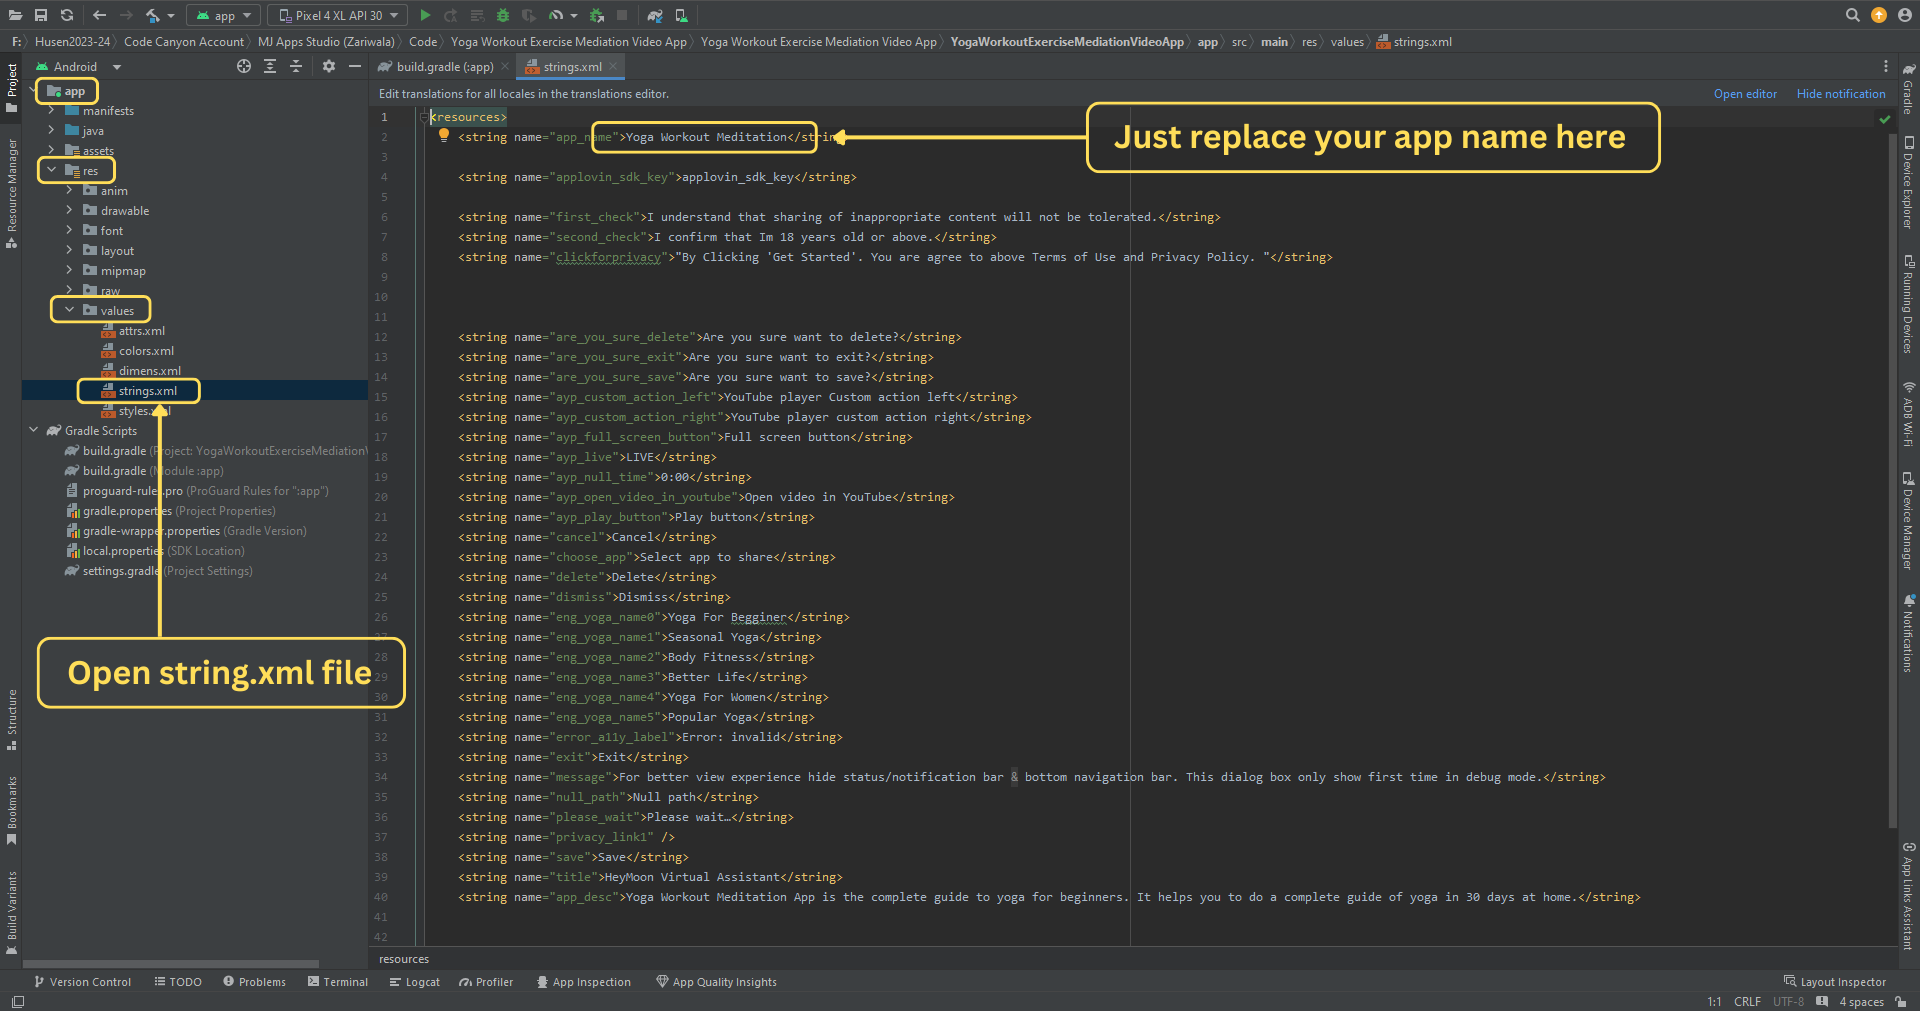 app
Pixel 4 XL API 30
F:
Husen2023-24
Code Canyon Account
MJ Apps Studio (Zariwala)
Code
Yoga Workout Exercise Mediation Video App
Yoga Workout Exercise Mediation Video App
YogaWorkoutExerciseMediationVideoApp
app
src
main
res
values
strings.xml
Android
build.gradle (:app)
strings.xml
Edit translations for all locales in the translations editor.
Open editor
Hide notification
Project
Resource Manager
Structure
Bookmarks
Build Variants
app
manifests
java
assets
res
anim
drawable
font
layout
mipmap
raw
values
attrs.xml
colors.xml
dimens.xml
strings.xml
styles.xml
Gradle Scripts
build.gradle (Project: YogaWorkoutExerciseMediation
build.gradle (Module :app)
proguard-rules.pro (ProGuard Rules for ":app")
gradle.properties (Project Properties)
gradle-wrapper.properties (Gradle Version)
local.properties (SDK Location)
settings.gradle (Project Settings)
Open string.xml file
Just replace your app name here
1 <resources>
2 <string name="app_name">Yoga Workout Meditation</string
3
4 <string name="applovin_sdk_key">applovin_sdk_key</string>
5
6 <string name="first_check">I understand that sharing of inappropriate content will not be tolerated.</string>
7 <string name="second_check">I confirm that Im 18 years old or above.</string>
8 <string name="clickforprivacy">"By Clicking 'Get Started'. You are agree to above Terms of Use and Privacy Policy. "</string>
9
10
11
12 <string name="are_you_sure_delete">Are you sure want to delete?</string>
13 <string name="are_you_sure_exit">Are you sure want to exit?</string>
14 <string name="are_you_sure_save">Are you sure want to save?</string>
15 <string name="ayp_custom_action_left">YouTube player Custom action left</string>
16 <string name="ayp_custom_action_right">YouTube player custom action right</string>
17 <string name="ayp_full_screen_button">Full screen button</string>
18 <string name="ayp_live">LIVE</string>
19 <string name="ayp_null_time">0:00</string>
20 <string name="ayp_open_video_in_youtube">Open video in YouTube</string>
21 <string name="ayp_play_button">Play button</string>
22 <string name="cancel">Cancel</string>
23 <string name="choose_app">Select app to share</string>
24 <string name="delete">Delete</string>
25 <string name="dismiss">Dismiss</string>
26 <string name="eng_yoga_name0">Yoga For Begginer</string>
27 <string name="eng_yoga_name1">Seasonal Yoga</string>
28 <string name="eng_yoga_name2">Body Fitness</string>
29 <string name="eng_yoga_name3">Better Life</string>
30 <string name="eng_yoga_name4">Yoga For Women</string>
31 <string name="eng_yoga_name5">Popular Yoga</string>
32 <string name="error_a11y_label">Error: invalid</string>
33 <string name="exit">Exit</string>
34 <string name="message">For better view experience hide status/notification bar & bottom navigation bar. This dialog box only show first time in debug mode.</string>
35 <string name="null_path">Null path</string>
36 <string name="please_wait">Please wait…</string>
37 <string name="privacy_link1" />
38 <string name="save">Save</string>
39 <string name="title">HeyMoon Virtual Assistant</string>
40 <string name="app_desc">Yoga Workout Meditation App is the complete guide to yoga for beginners. It helps you to do a complete guide of yoga in 30 days at home.</string>
41
42
resources
Gradle
Device Explorer
Running Devices
ADB Wi-Fi
Device Manager
Notifications
App Links Assistant
Version Control
TODO
Problems
Terminal
Logcat
Profiler
App Inspection
App Quality Insights
Layout Inspector
1:1
CRLF
UTF-8
4 spaces